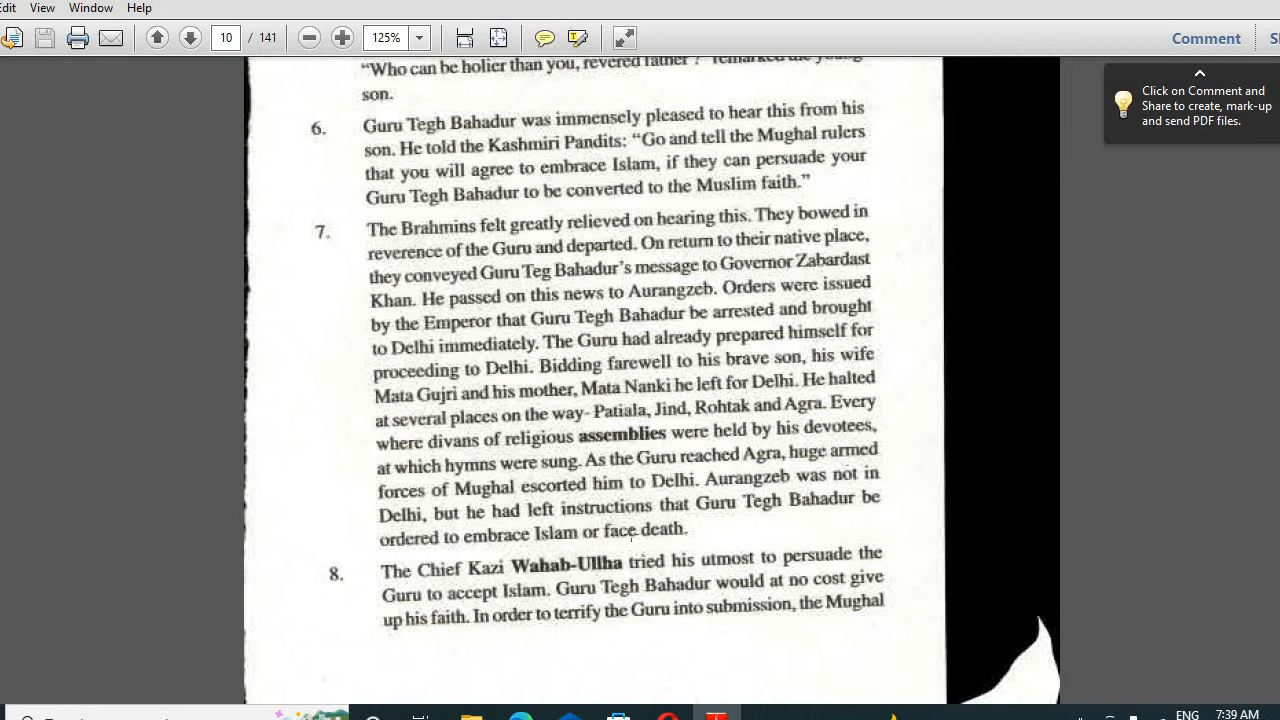 Edit View Window Help
10 / 141 125% Comment
Click on Comment and
Share to create, mark-up
and send PDF files.
“Who can be holier than you, revered father ?” remarked the young
son.
6. Guru Tegh Bahadur was immensely pleased to hear this from his
son. He told the Kashmiri Pandits: “Go and tell the Mughal rulers
that you will agree to embrace Islam, if they can persuade your
Guru Tegh Bahadur to be converted to the Muslim faith.”
7. The Brahmins felt greatly relieved on hearing this. They bowed in
reverence of the Guru and departed. On return to their native place,
they conveyed Guru Teg Bahadur’s message to Governor Zabardast
Khan. He passed on this news to Aurangzeb. Orders were issued
by the Emperor that Guru Tegh Bahadur be arrested and brought
to Delhi immediately. The Guru had already prepared himself for
proceeding to Delhi. Bidding farewell to his brave son, his wife
Mata Gujri and his mother, Mata Nanki he left for Delhi. He halted
at several places on the way- Patiala, Jind, Rohtak and Agra. Every
where divans of religious assemblies were held by his devotees,
at which hymns were sung. As the Guru reached Agra, huge armed
forces of Mughal escorted him to Delhi. Aurangzeb was not in
Delhi, but he had left instructions that Guru Tegh Bahadur be
ordered to embrace Islam or face death.
8. The Chief Kazi Wahab-Ullha tried his utmost to persuade the
Guru to accept Islam. Guru Tegh Bahadur would at no cost give
up his faith. In order to terrify the Guru into submission, the Mughal
ENG 7:39 AM